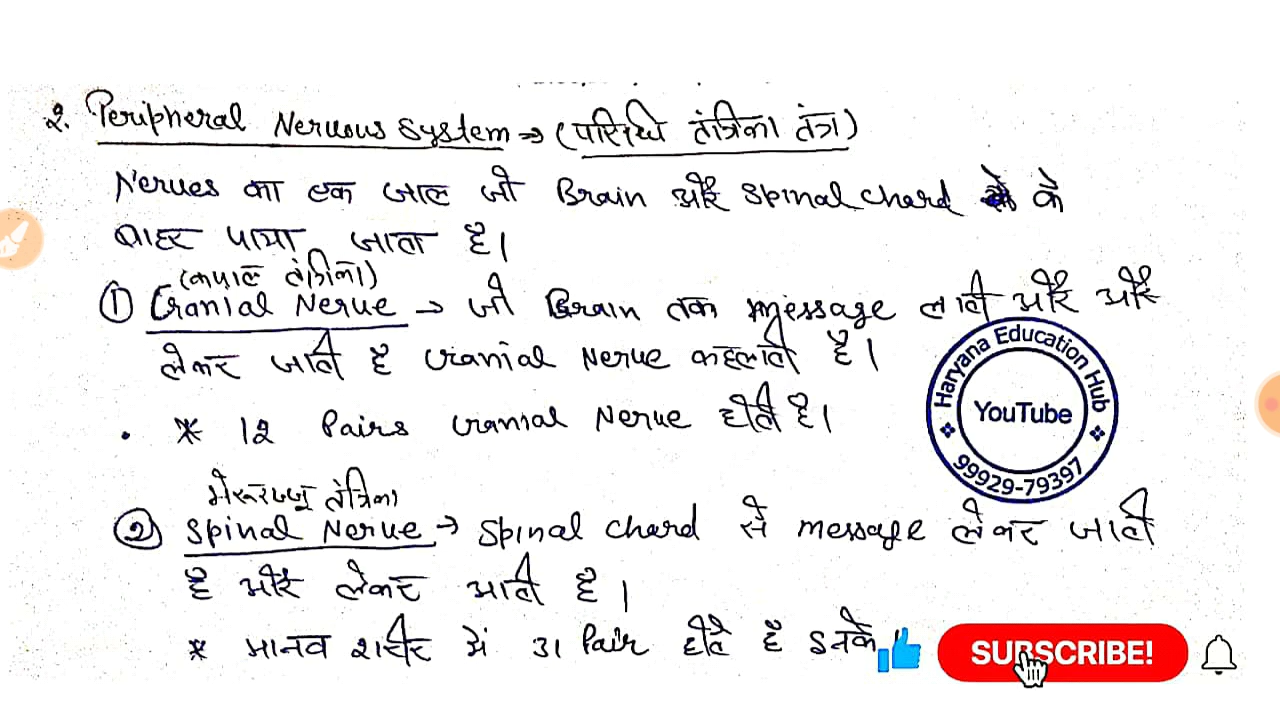 2. Peripheral Nervous System ⇒ (परिधि तंत्रिका तंत्र)
Nerves का एक जाल जो Brain और Spinal Chord के
बाहर पाया जाता है।
(कपाल तंत्रिका)
① Cranial Nerve → जो Brain तक message लाती और और
लेकर जाती है Cranial Nerve कहलाती है।
* 12 Pairs Cranial Nerve होती है।
मेरूरज्जु तंत्रिका
② Spinal Nerve → Spinal Chard से message लेकर जाती
है और लेकर आती है।
* मानव शरीर में 31 Pair होते है इनके
Haryana Education Hub
YouTube
99929-79397
SUBSCRIBE!